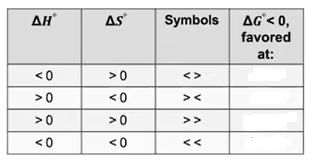 ΔH° ΔS° Symbols ΔG°< 0,
favored
at:
< 0 > 0 < >
> 0 < 0 > <
> 0 > 0 > >
< 0 < 0 < <